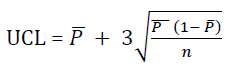 UCL = P̅ + 3√(P̅ (1−P̅) / n)